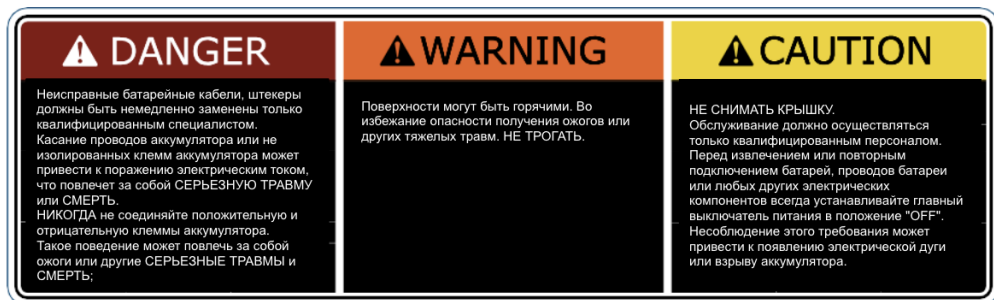 DANGER
Неисправные батарейные кабели, штекеры
должны быть немедленно заменены только
квалифицированным специалистом.
Касание проводов аккумулятора или не
изолированных клемм аккумулятора может
привести к поражению электрическим током,
что повлечет за собой СЕРЬЕЗНУЮ ТРАВМУ
или СМЕРТЬ.
НИКОГДА не соединяйте положительную и
отрицательную клеммы аккумулятора.
Такое поведение может повлечь за собой
ожоги или другие СЕРЬЕЗНЫЕ ТРАВМЫ и
СМЕРТЬ;
WARNING
Поверхности могут быть горячими. Во
избежание опасности получения ожогов или
других тяжелых травм. НЕ ТРОГАТЬ.
CAUTION
НЕ СНИМАТЬ КРЫШКУ.
Обслуживание должно осуществляться
только квалифицированным персоналом.
Перед извлечением или повторным
подключением батарей, проводов батареи
или любых других электрических
компонентов всегда устанавливайте главный
выключатель питания в положение "OFF".
Несоблюдение этого требования может
привести к появлению электрической дуги
или взрыву аккумулятора.